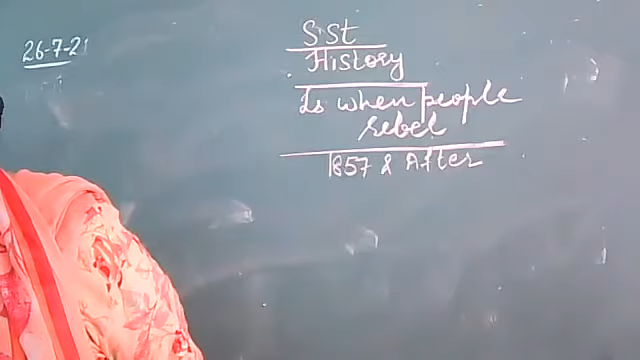 26-7-21
S.St
History
Ls when people
rebel
1857 & After